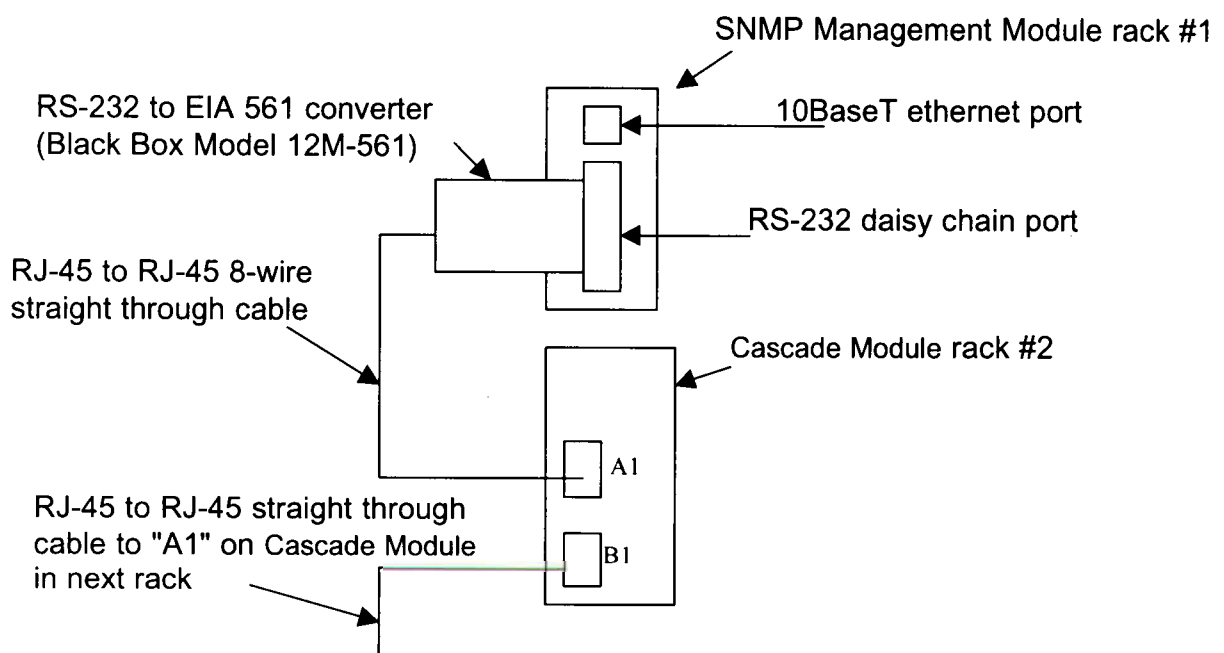 SNMP Management Module rack #1
RS-232 to EIA 561 converter
(Black Box Model 12M-561)
10BaseT ethernet port
RS-232 daisy chain port
RJ-45 to RJ-45 8-wire
straight through cable
Cascade Module rack #2
A1
RJ-45 to RJ-45 straight through
cable to "A1" on Cascade Module
in next rack
B1